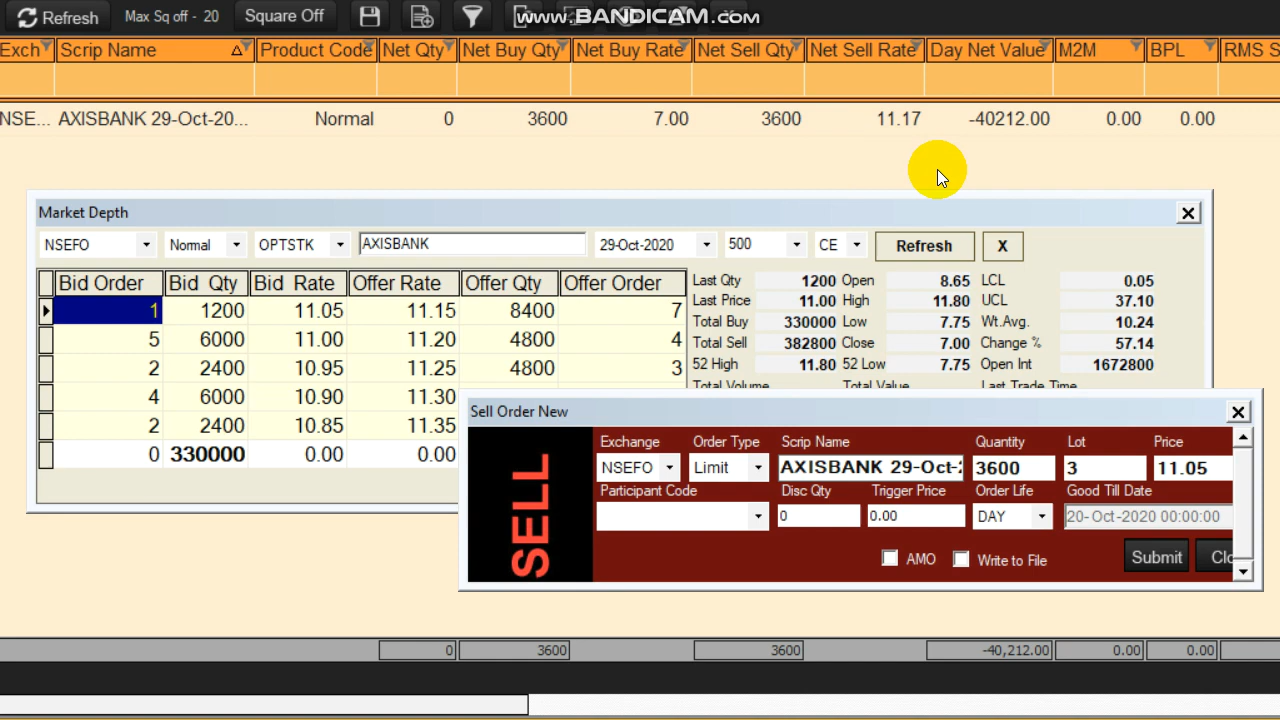 Refresh Max Sq off - 20 Square Off
www.BANDICAM.com
Exch Scrip Name Product Code Net Qty Net Buy Qty Net Buy Rate Net Sell Qty Net Sell Rate Day Net Value M2M BPL RMS S
NSE... AXISBANK 29-Oct-20... Normal 0 3600 7.00 3600 11.17 -40212.00 0.00 0.00
Market Depth
NSEFO Normal OPTSTK AXISBANK 29-Oct-2020 500 CE Refresh X
Bid Order Bid Qty Bid Rate Offer Rate Offer Qty Offer Order
1 1200 11.05 11.15 8400 7
5 6000 11.00 11.20 4800 4
2 2400 10.95 11.25 4800 3
4 6000 10.90 11.30
2 2400 10.85 11.35
0 330000 0.00 0.00
Last Qty 1200 Open 8.65 LCL 0.05
Last Price 11.00 High 11.80 UCL 37.10
Total Buy 330000 Low 7.75 Wt.Avg. 10.24
Total Sell 382800 Close 7.00 Change % 57.14
52 High 11.80 52 Low 7.75 Open Int 1672800
Total Volume Total Value Last Trade Time
Sell Order New
SELL
Exchange Order Type Scrip Name Quantity Lot Price
NSEFO Limit AXISBANK 29-Oct-2 3600 3 11.05
Participant Code Disc Qty Trigger Price Order Life Good Till Date
0 0.00 DAY 20-Oct-2020 00:00:00
AMO Write to File Submit Clo
0 3600 3600 -40,212.00 0.00 0.00